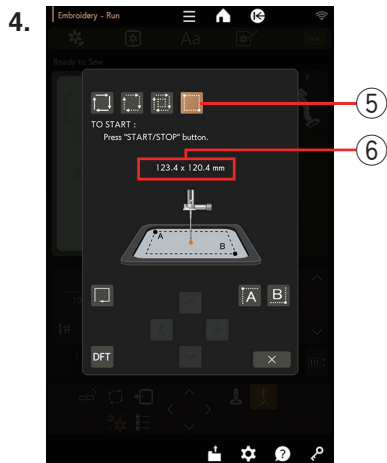 4.
Embroidery - Run
Aa
Ready to Sew
P
TO START :
Press "START/STOP" button.
5
123.4 x 120.4 mm
6
A
B
A B
DFT